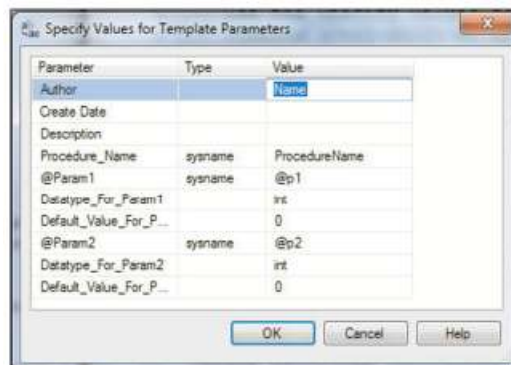 Specify Values for Template Parameters
Parameter Type Value
Author Name
Create Date
Description
Procedure_Name sysname ProcedureName
@Param1 sysname @p1
Datatype_For_Param1 int
Default_Value_For_P... 0
@Param2 sysname @p2
Datatype_For_Param2 int
Default_Value_For_P... 0
OK Cancel Help